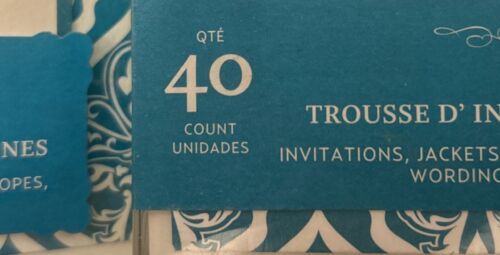 QTÉ
40
COUNT
UNIDADES
TROUSSE D' IN
INVITATIONS, JACKETS
WORDING
NES
OPES,